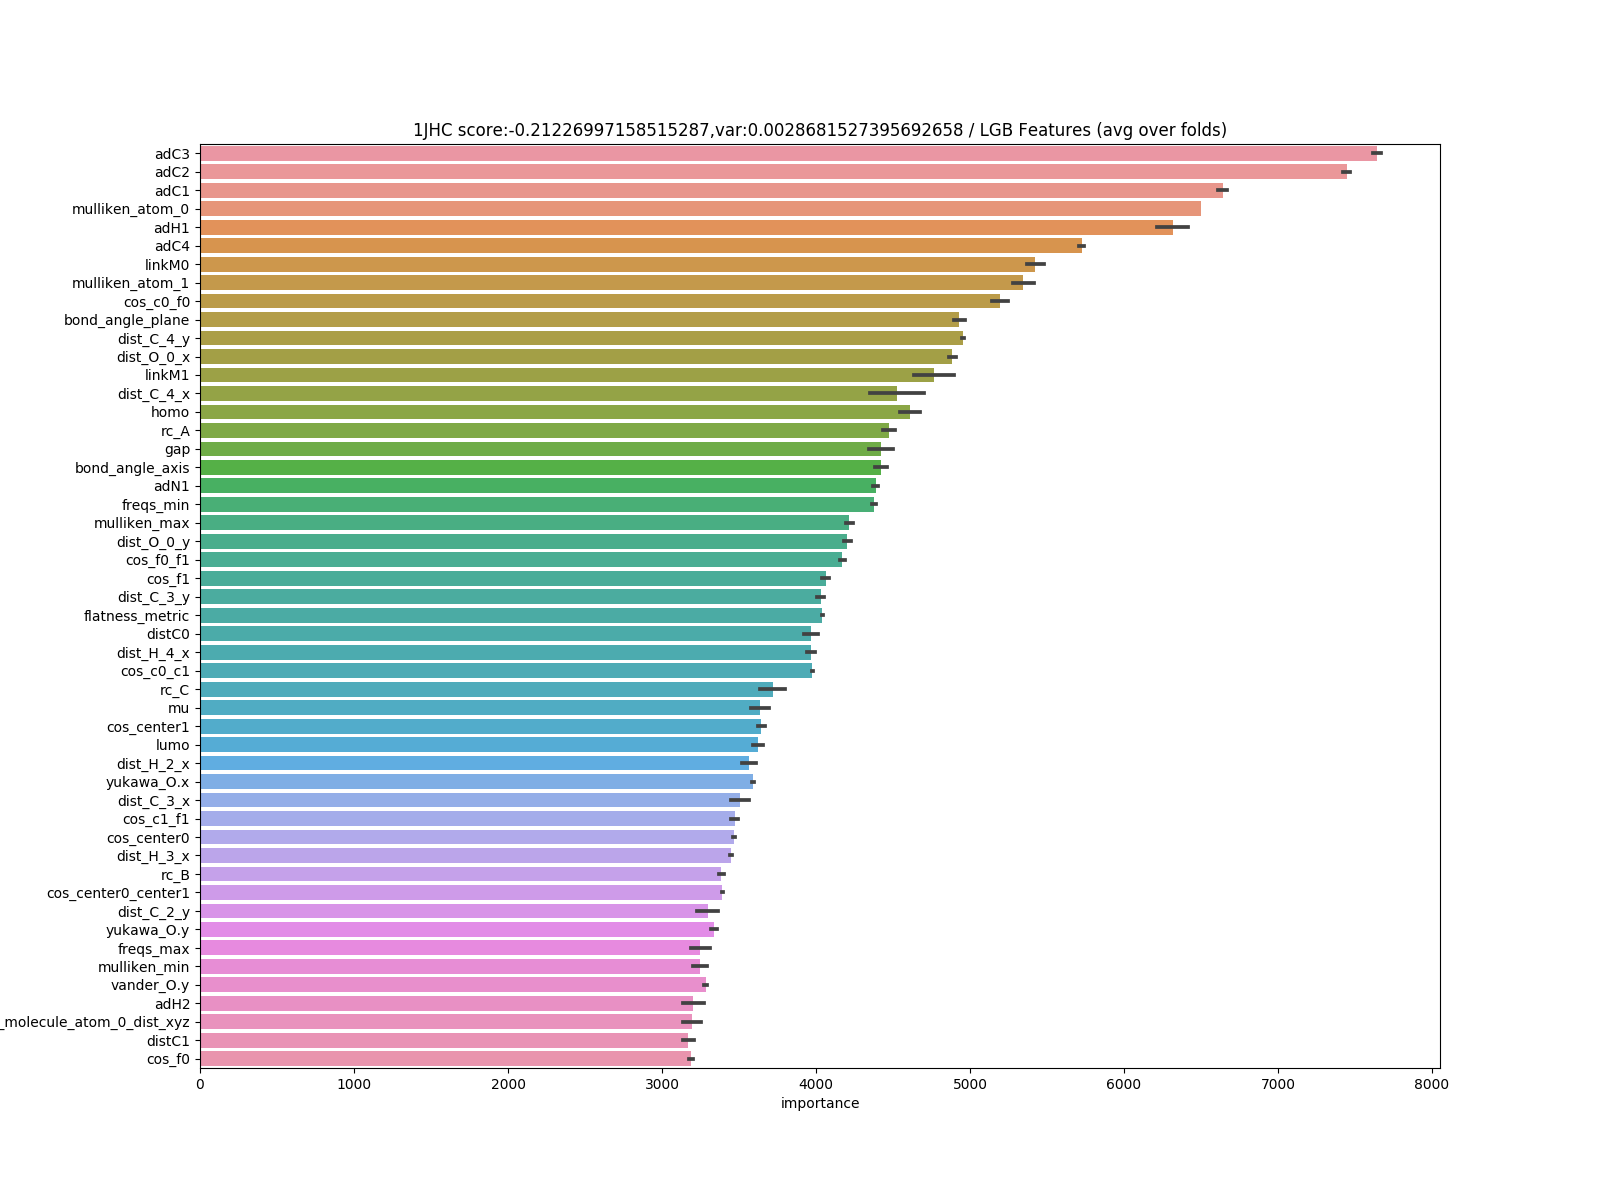 1JHC score:-0.21226997158515287,var:0.0028681527395692658 / LGB Features (avg over folds)
adC3
adC2
adC1
mulliken_atom_0
adH1
adC4
linkM0
mulliken_atom_1
cos_c0_f0
bond_angle_plane
dist_C_4_y
dist_O_0_x
linkM1
dist_C_4_x
homo
rc_A
gap
bond_angle_axis
adN1
freqs_min
mulliken_max
dist_O_0_y
cos_f0_f1
cos_f1
dist_C_3_y
flatness_metric
distC0
dist_H_4_x
cos_c0_c1
rc_C
mu
cos_center1
lumo
dist_H_2_x
yukawa_O.x
dist_C_3_x
cos_c1_f1
cos_center0
dist_H_3_x
rc_B
cos_center0_center1
dist_C_2_y
yukawa_O.y
freqs_max
mulliken_min
vander_O.y
adH2
_molecule_atom_0_dist_xyz
distC1
cos_f0
0 1000 2000 3000 4000 5000 6000 7000 8000
importance